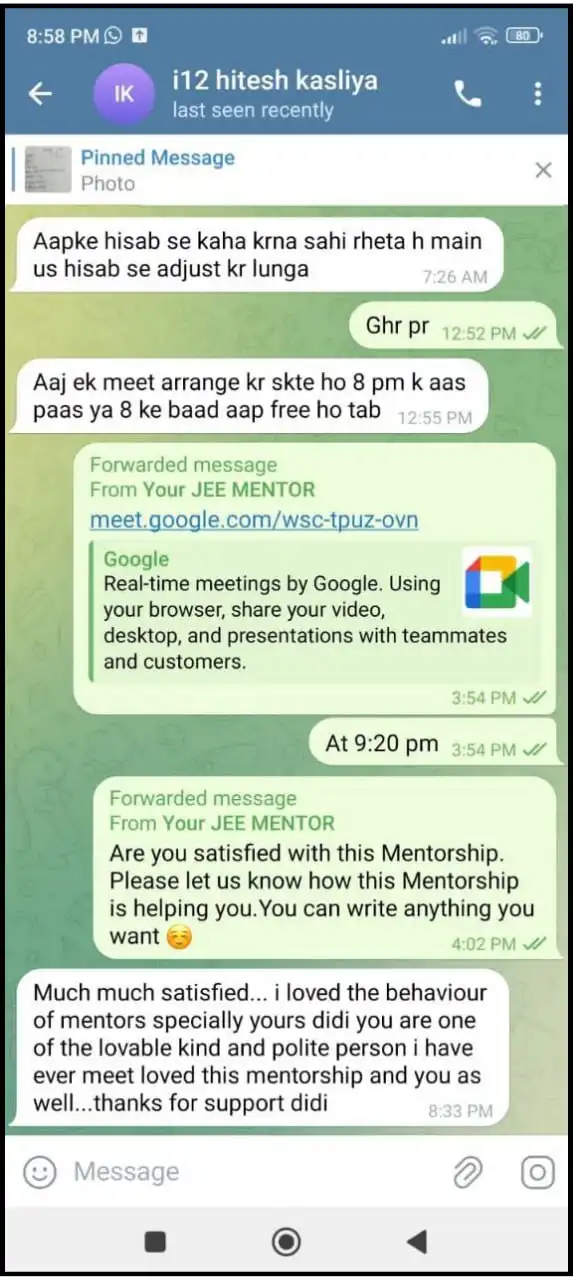 8:58 PM
80
IK
i12 hitesh kasliya
last seen recently
Pinned Message
Photo
Aapke hisab se kaha krna sahi rheta h main
us hisab se adjust kr lunga
7:26 AM
Ghr pr
12:52 PM
Aaj ek meet arrange kr skte ho 8 pm k aas
paas ya 8 ke baad aap free ho tab
12:55 PM
Forwarded message
From Your JEE MENTOR
meet.google.com/wsc-tpuz-ovn
Google
Real-time meetings by Google. Using
your browser, share your video,
desktop, and presentations with teammates
and customers.
3:54 PM
At 9:20 pm
3:54 PM
Forwarded message
From Your JEE MENTOR
Are you satisfied with this Mentorship.
Please let us know how this Mentorship
is helping you.You can write anything you
want ☺️
4:02 PM
Much much satisfied... i loved the behaviour
of mentors specially yours didi you are one
of the lovable kind and polite person i have
ever meet loved this mentorship and you as
well...thanks for support didi
8:33 PM
Message